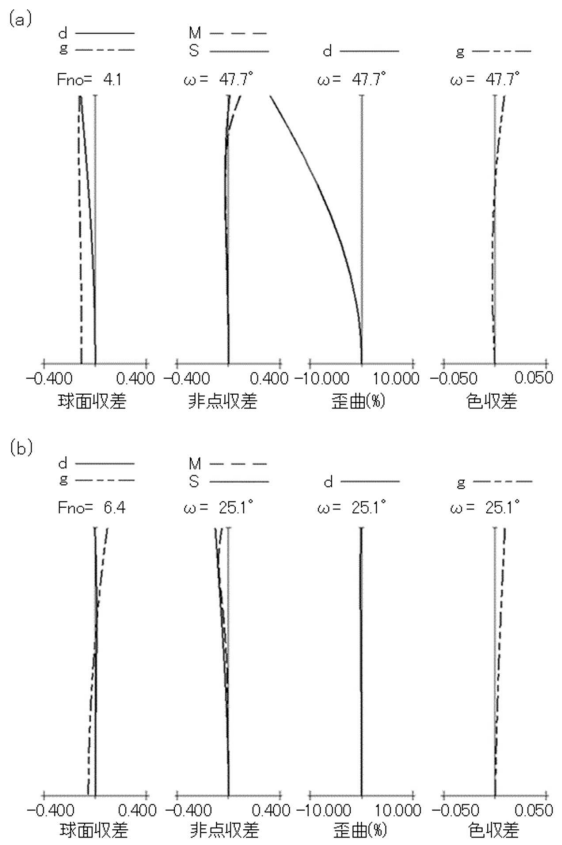 (a)
d
g
M
S
d
g
Fno= 4.1
ω= 47.7°
ω= 47.7°
ω= 47.7°
-0.400 0.400
-0.400 0.400
-10.000 10.000
-0.050 0.050
球面収差
非点収差
歪曲(%)
色収差
(b)
d
g
M
S
d
g
Fno= 6.4
ω= 25.1°
ω= 25.1°
ω= 25.1°
-0.400 0.400
-0.400 0.400
-10.000 10.000
-0.050 0.050
球面収差
非点収差
歪曲(%)
色収差